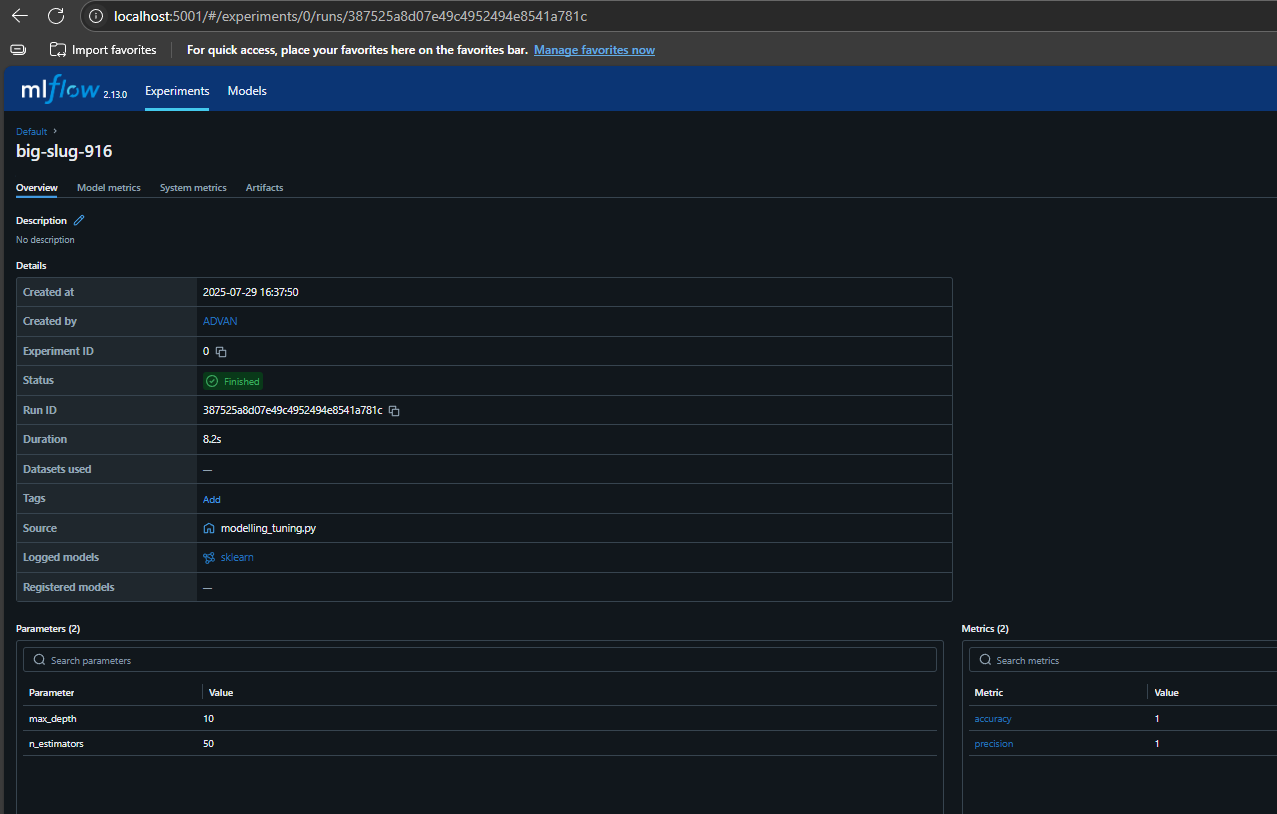 localhost:5001/#/experiments/0/runs/387525a8d07e49c4952494e8541a781c
Import favorites For quick access, place your favorites here on the favorites bar. Manage favorites now
mlflow 2.13.0 Experiments Models
Default ›
big-slug-916
Overview Model metrics System metrics Artifacts
Description
No description
Details
Created at 2025-07-29 16:37:50
Created by ADVAN
Experiment ID 0
Status Finished
Run ID 387525a8d07e49c4952494e8541a781c
Duration 8.2s
Datasets used —
Tags Add
Source modelling_tuning.py
Logged models sklearn
Registered models —
Parameters (2)
Search parameters
Parameter Value
max_depth 10
n_estimators 50
Metrics (2)
Search metrics
Metric Value
accuracy 1
precision 1